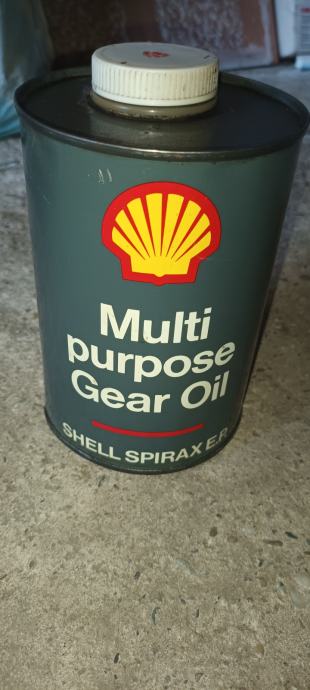 Multi
purpose
Gear Oil
SHELL SPIRAX E.P.